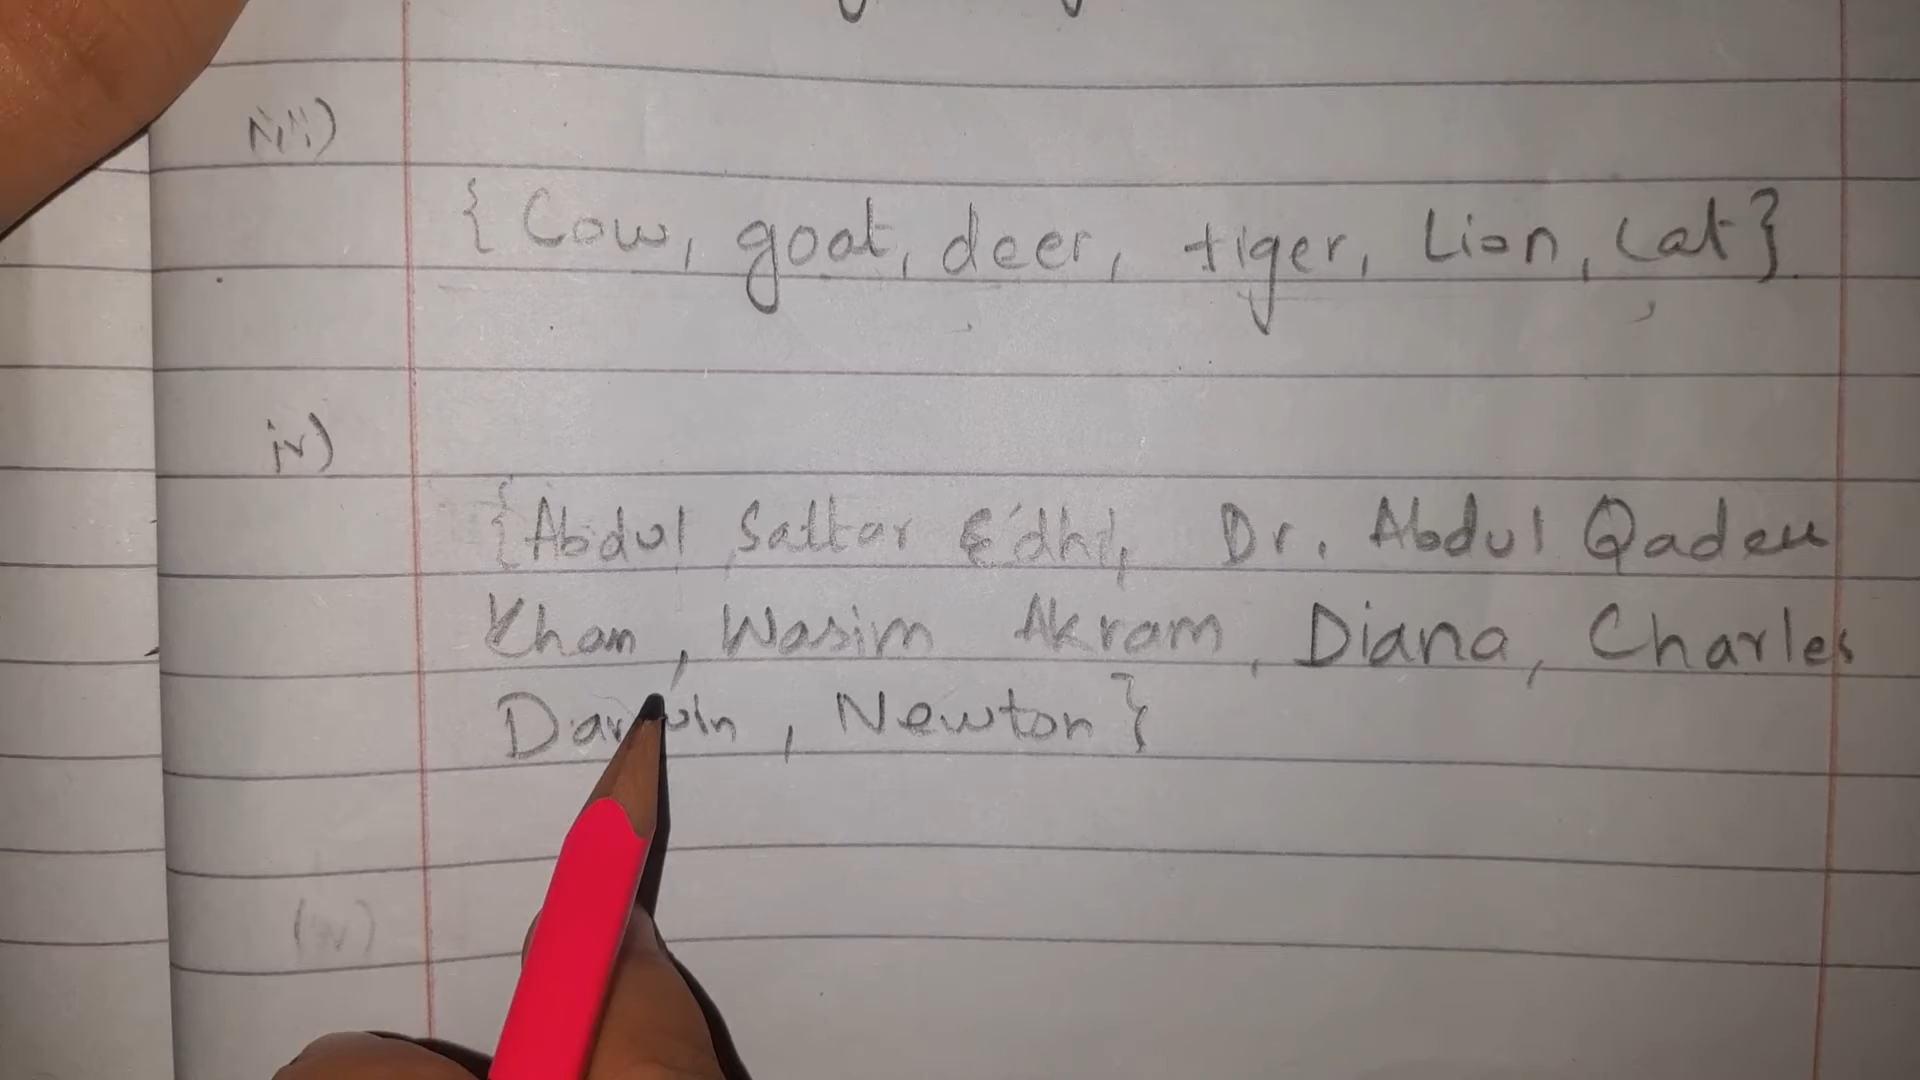 iii)
{ Cow, goat, deer, tiger, Lion, Cat}
iv)
{Abdul Sattar Edhi, Dr. Abdul Qadeer
Khan, Wasim Akram, Diana, Charles
Darwin, Newton}